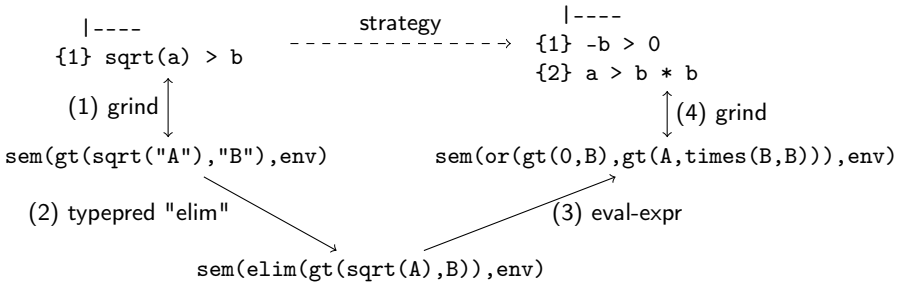 |----
{1} sqrt(a) > b
strategy
|----
{1} -b > 0
{2} a > b * b
(1) grind
(4) grind
sem(gt(sqrt("A"),"B"),env)
sem(or(gt(0,B),gt(A,times(B,B))),env)
(2) typepred "elim"
(3) eval-expr
sem(elim(gt(sqrt(A),B)),env)